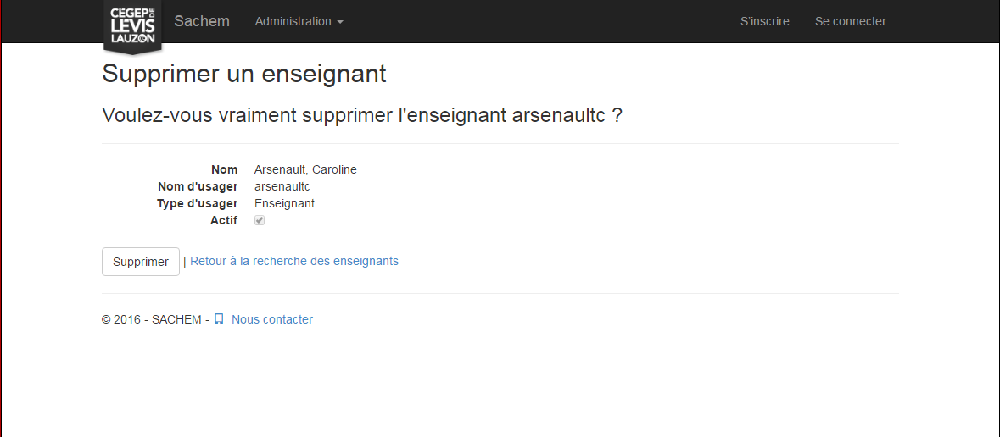 CÉGEP DE
LÉVIS
LAUZON
Sachem
Administration
S'inscrire
Se connecter
Supprimer un enseignant
Voulez-vous vraiment supprimer l'enseignant arsenaultc ?
Nom Arsenault, Caroline
Nom d'usager arsenaultc
Type d'usager Enseignant
Actif
Supprimer | Retour à la recherche des enseignants
© 2016 - SACHEM - Nous contacter